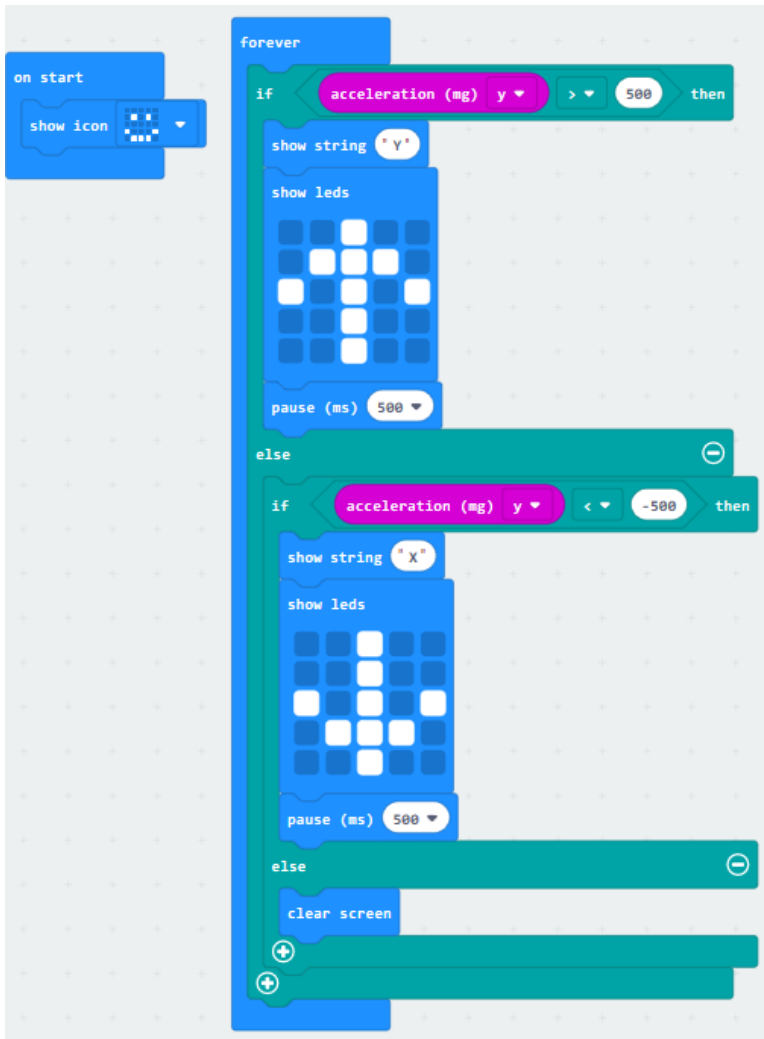 on start
show icon
forever
if acceleration (mg) y > 500 then
show string "Y"
show leds
pause (ms) 500
else
if acceleration (mg) y < -500 then
show string "X"
show leds
pause (ms) 500
else
clear screen